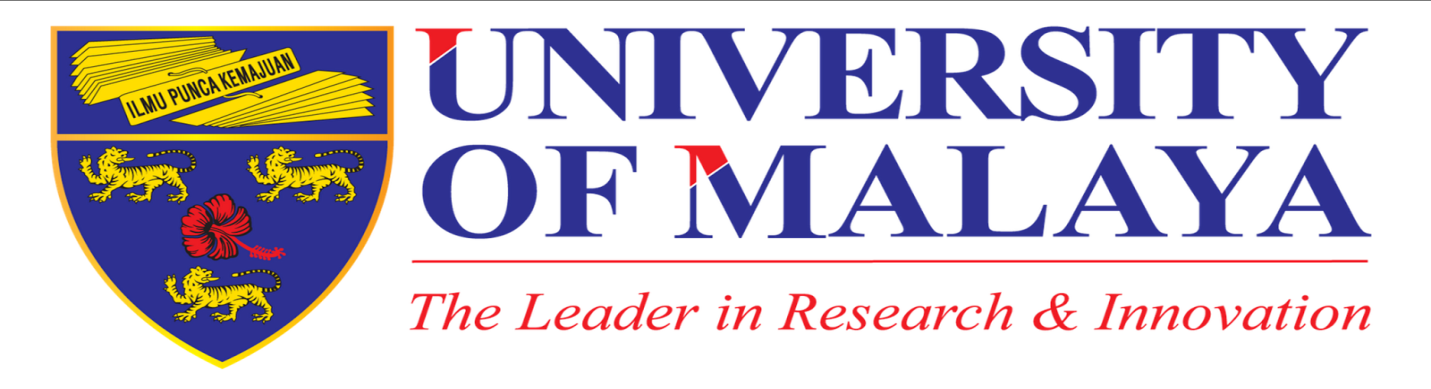 ILMU PUNCA KEMAJUAN
UNIVERSITY
OF MALAYA
The Leader in Research & Innovation